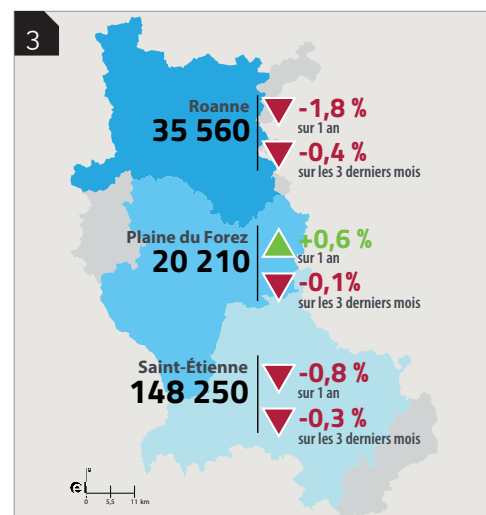 3
Roanne
35 560
-1,8 %
sur 1 an
-0,4 %
sur les 3 derniers mois
Plaine du Forez
20 210
+0,6 %
sur 1 an
-0,1%
sur les 3 derniers mois
Saint-Étienne
148 250
-0,8 %
sur 1 an
-0,3 %
sur les 3 derniers mois
0 5,5 11 km